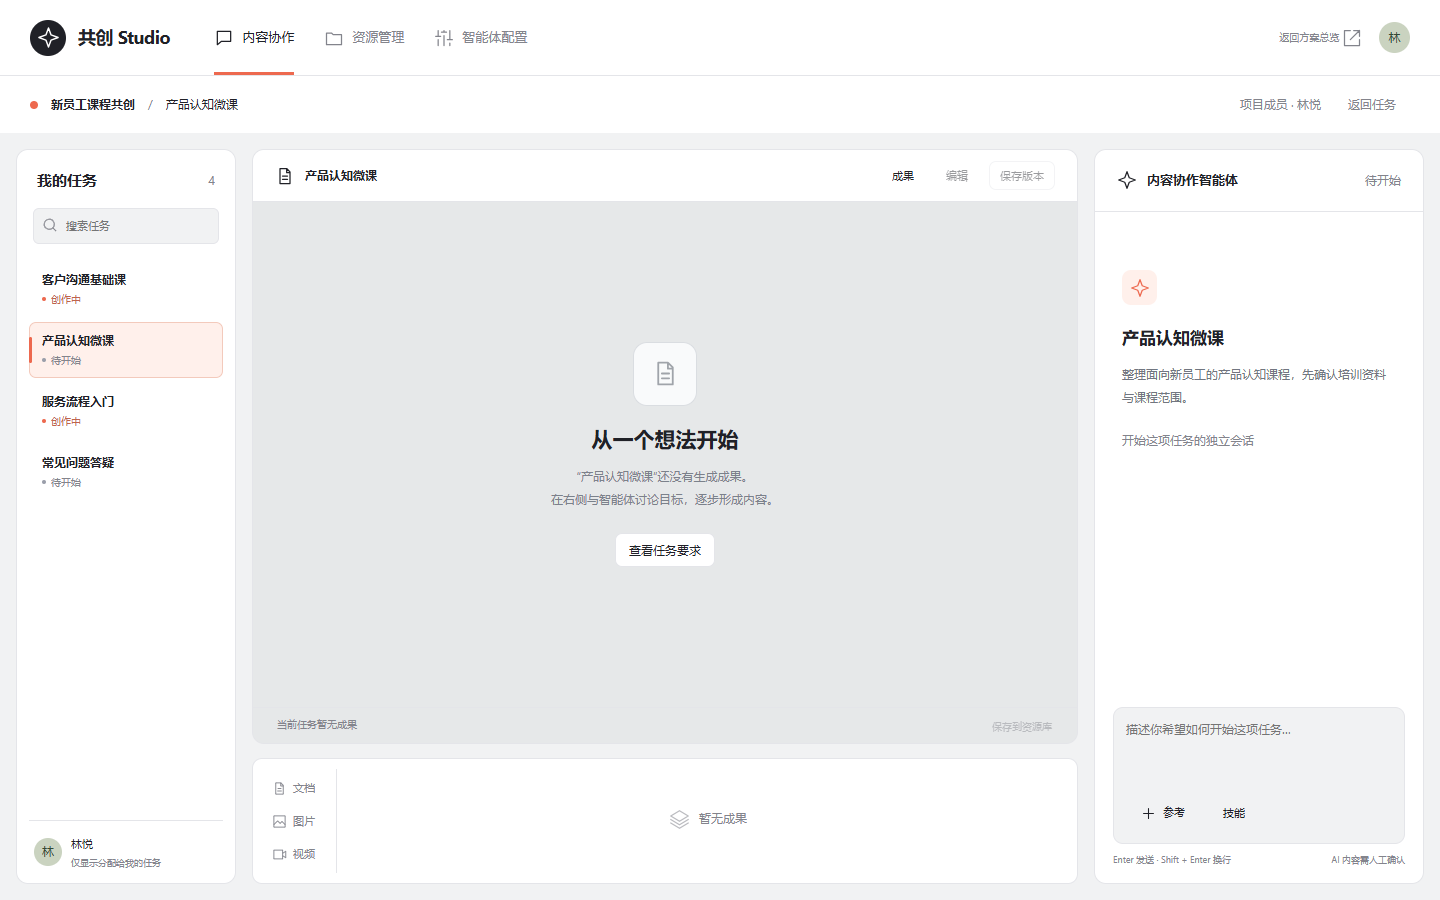 共创 Studio
内容协作
资源管理
智能体配置
返回方案总览
林
新员工课程共创 / 产品认知微课
项目成员 · 林悦
返回任务
我的任务
4
搜索任务
客户沟通基础课
创作中
产品认知微课
待开始
服务流程入门
创作中
常见问题答疑
待开始
林
林悦
仅显示分配给我的任务
产品认知微课
成果
编辑
保存版本
从一个想法开始
“产品认知微课”还没有生成成果。
在右侧与智能体讨论目标，逐步形成内容。
查看任务要求
当前任务暂无成果
保存到资源库
文档
图片
视频
暂无成果
内容协作智能体
待开始
产品认知微课
整理面向新员工的产品认知课程，先确认培训资料
与课程范围。
开始这项任务的独立会话
描述你希望如何开始这项任务...
参考
技能
Enter 发送 · Shift + Enter 换行
AI 内容需人工确认